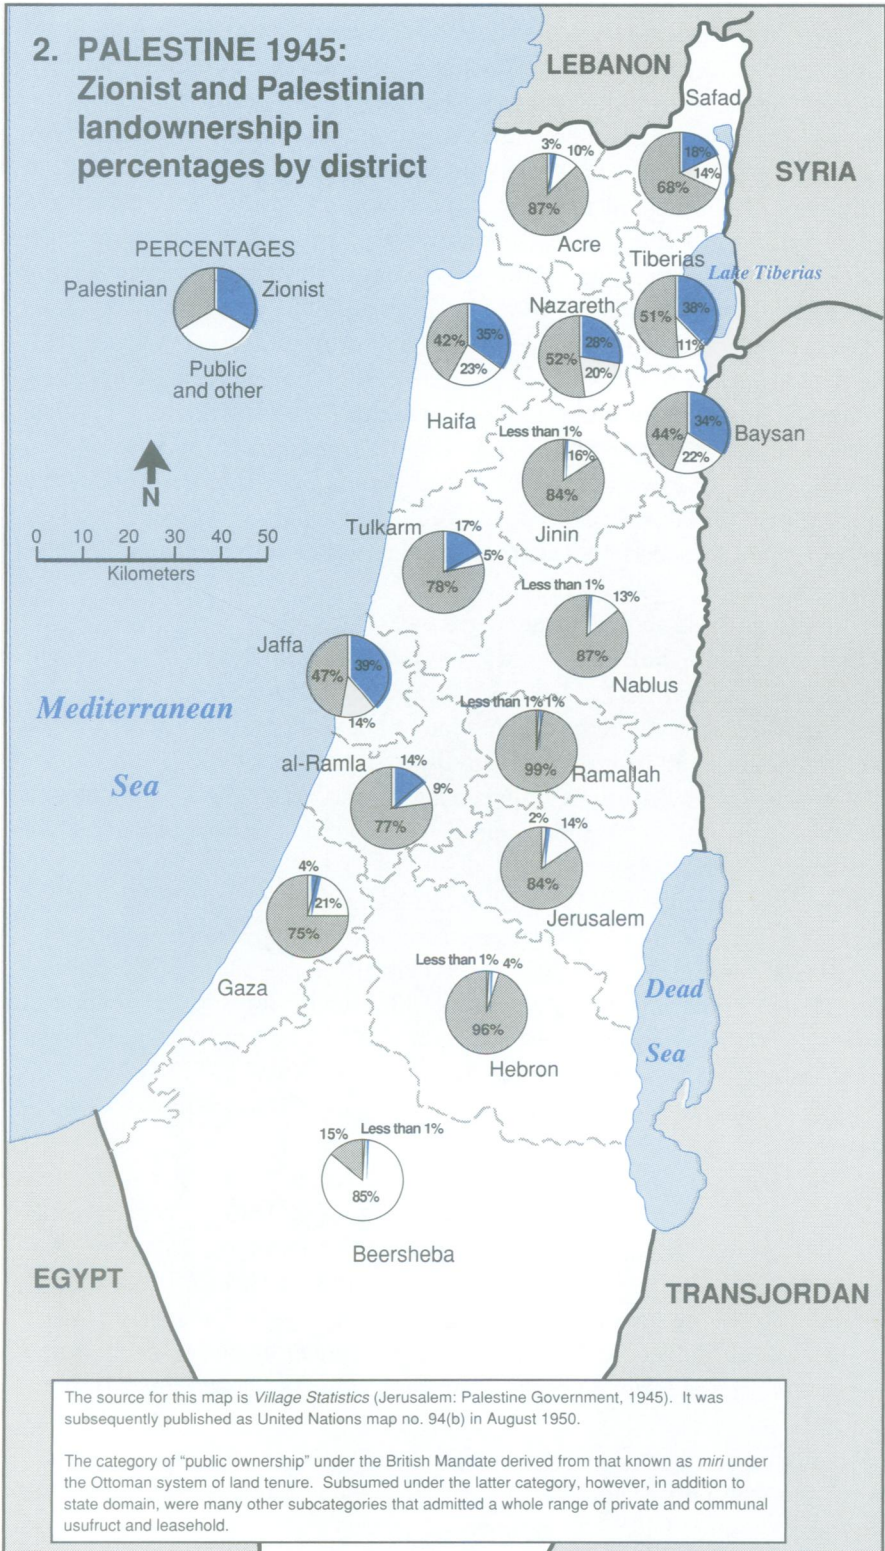 2. PALESTINE 1945:
Zionist and Palestinian
landownership in
percentages by district
PERCENTAGES
Palestinian
Zionist
Public
and other
N
0 10 20 30 40 50
Kilometers
LEBANON
SYRIA
EGYPT
TRANSJORDAN
Mediterranean
Sea
Lake Tiberias
Dead
Sea
Safad
18%
14%
68%
3%
10%
87%
Acre
Tiberias
38%
51%
11%
35%
42%
23%
Haifa
Nazareth
28%
52%
20%
34%
44%
22%
Baysan
Less than 1%
16%
84%
Jinin
Tulkarm
17%
5%
78%
Less than 1%
13%
87%
Nablus
Jaffa
39%
47%
14%
Less than 1% 1%
99%
Ramallah
al-Ramla
14%
9%
77%
2%
14%
84%
Jerusalem
4%
21%
75%
Gaza
Less than 1%
4%
96%
Hebron
15%
Less than 1%
85%
Beersheba
The source for this map is Village Statistics (Jerusalem: Palestine Government, 1945). It was
subsequently published as United Nations map no. 94(b) in August 1950.
The category of “public ownership” under the British Mandate derived from that known as miri under
the Ottoman system of land tenure. Subsumed under the latter category, however, in addition to
state domain, were many other subcategories that admitted a whole range of private and communal
usufruct and leasehold.